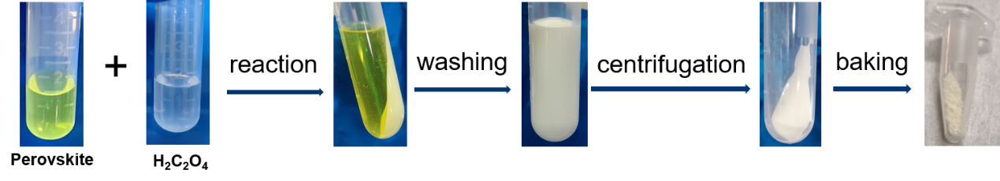 +
reaction
washing
centrifugation
baking
Perovskite
H₂C₂O₄